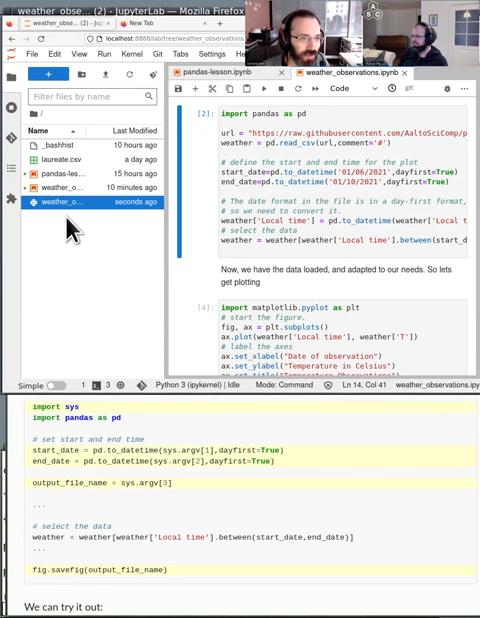 weather_obse... (2) - JupyterLab — Mozilla Firefox
weather_obse... (2) - Jup
New Tab
localhost:8888/lab/tree/weather_observations.
File Edit View Run Kernel Git Tabs Settings Help
Filter files by name
/
Name Last Modified
_bashhist 10 hours ago
laureate.csv a day ago
pandas-les... 15 hours ago
weather_o... 10 minutes ago
weather_o... seconds ago
pandas-lesson.ipynb
weather_observations.ipynb
Code
git
[2]:
import pandas as pd
url = "https://raw.githubusercontent.com/AaltoSciComp/p
weather = pd.read_csv(url,comment='#')
# define the start and end time for the plot
start_date=pd.to_datetime('01/06/2021',dayfirst=True)
end_date=pd.to_datetime('01/10/2021',dayfirst=True)
# The date format in the file is in a day-first format,
# so we need to convert it.
weather['Local time'] = pd.to_datetime(weather['Local t
# select the data
weather = weather[weather['Local time'].between(start_d
Now, we have the data loaded, and adapted to our needs. So lets
get plotting
[4]:
import matplotlib.pyplot as plt
# start the figure.
fig, ax = plt.subplots()
ax.plot(weather['Local time'], weather['T'])
# label the axes
ax.set_xlabel("Date of observation")
ax.set_ylabel("Temperature in Celsius")
ax.set_title("Temperature Observations")
Simple 1 3 Python 3 (ipykernel) | Idle Mode: Command Ln 14, Col 41 weather_observations.ipy
import sys
import pandas as pd
# set start and end time
start_date = pd.to_datetime(sys.argv[1],dayfirst=True)
end_date = pd.to_datetime(sys.argv[2],dayfirst=True)
output_file_name = sys.argv[3]
...
# select the data
weather = weather[weather['Local time'].between(start_date,end_date)]
...
fig.savefig(output_file_name)
We can try it out: